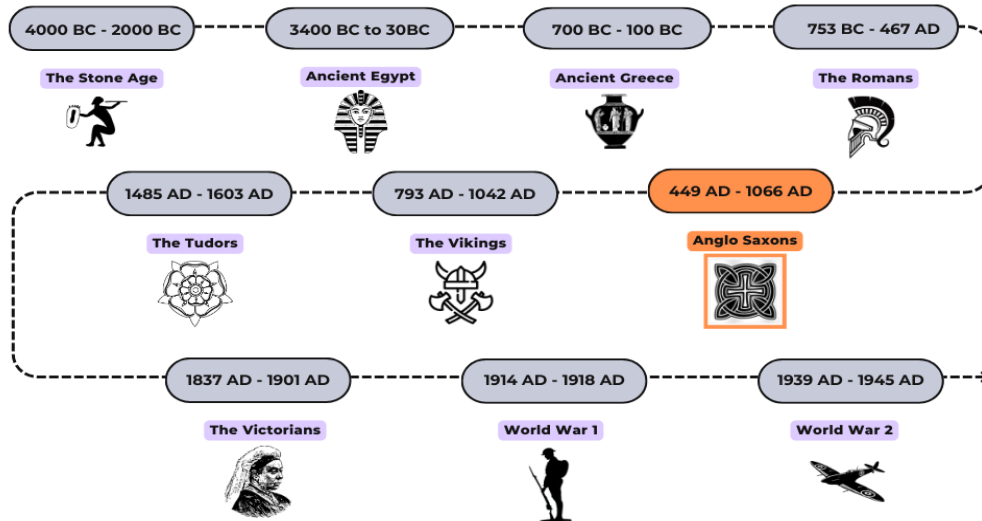 4000 BC - 2000 BC
3400 BC to 30BC
700 BC - 100 BC
753 BC - 467 AD
The Stone Age
Ancient Egypt
Ancient Greece
The Romans
449 AD - 1066 AD
793 AD - 1042 AD
1485 AD - 1603 AD
Anglo Saxons
The Vikings
The Tudors
1837 AD - 1901 AD
1914 AD - 1918 AD
1939 AD - 1945 AD
The Victorians
World War 1
World War 2